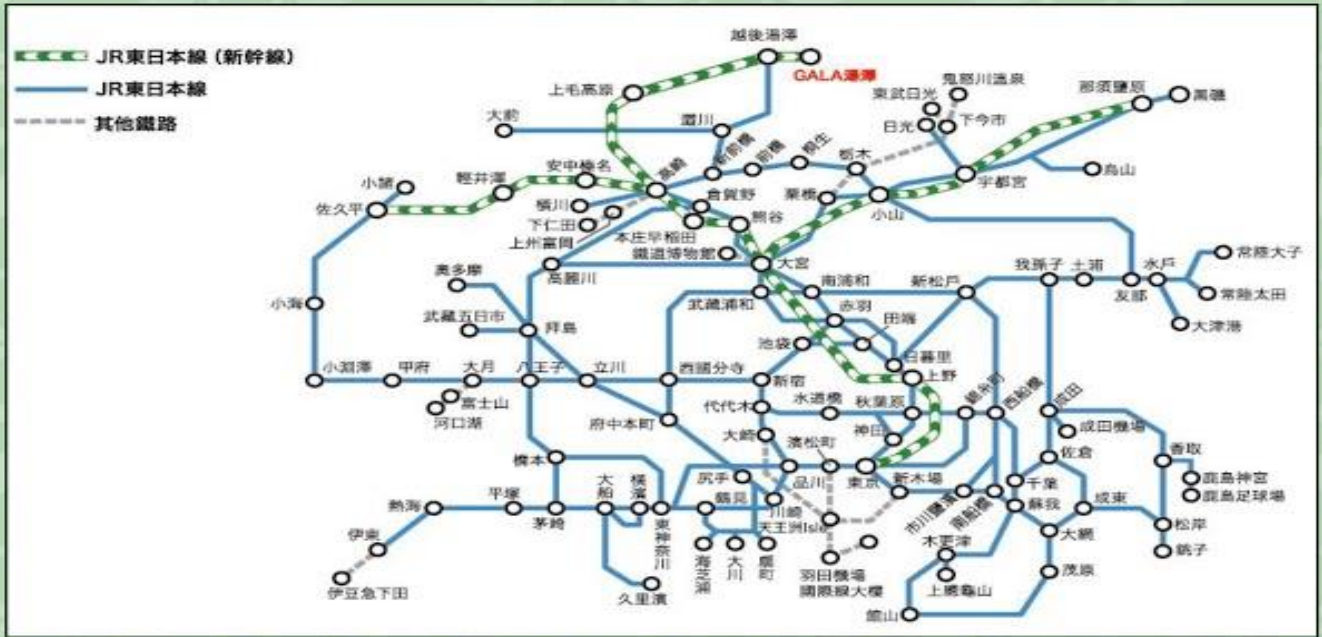 JR東日本線（新幹線）
JR東日本線
其他鐵路
越後湯澤
GALA湯澤
上毛高原
鬼怒川溫泉
東武日光
那須鹽原
黑磯
大前
澀川
日光
下今市
新前橋
前橋
桐生
栃木
安中榛名
高崎
小諸
輕井澤
倉賀野
栗橋
宇都宮
烏山
佐久平
橫川
下仁田
熊谷
小山
上州富岡
本庄早稻田
鐵道博物館
大宮
奧多摩
高麗川
南浦和
新松戶
我孫子
土浦
水戶
常陸大子
小海
武藏浦和
赤羽
友部
常陸太田
武藏五日市
拜島
田端
大津港
池袋
日暮里
小淵澤
甲府
大月
八王子
立川
西國分寺
新宿
上野
富士山
河口湖
代代木
水道橋
秋葉原
錦糸町
西船橋
成田
府中本町
大崎
神田
成田機場
濱松町
佐倉
香取
橋本
尻手
品川
東京
新木場
千葉
鹿島神宮
鹿島足球場
熱海
平塚
大船
橫濱
鶴見
川崎
市川鹽濱
南船橋
蘇我
成東
茅崎
東神奈川
天王洲Isle
大網
松岸
伊東
木更津
銚子
海芝浦
大川
扇町
羽田機場
國際線大樓
茂原
伊豆急下田
久里濱
上總龜山
館山